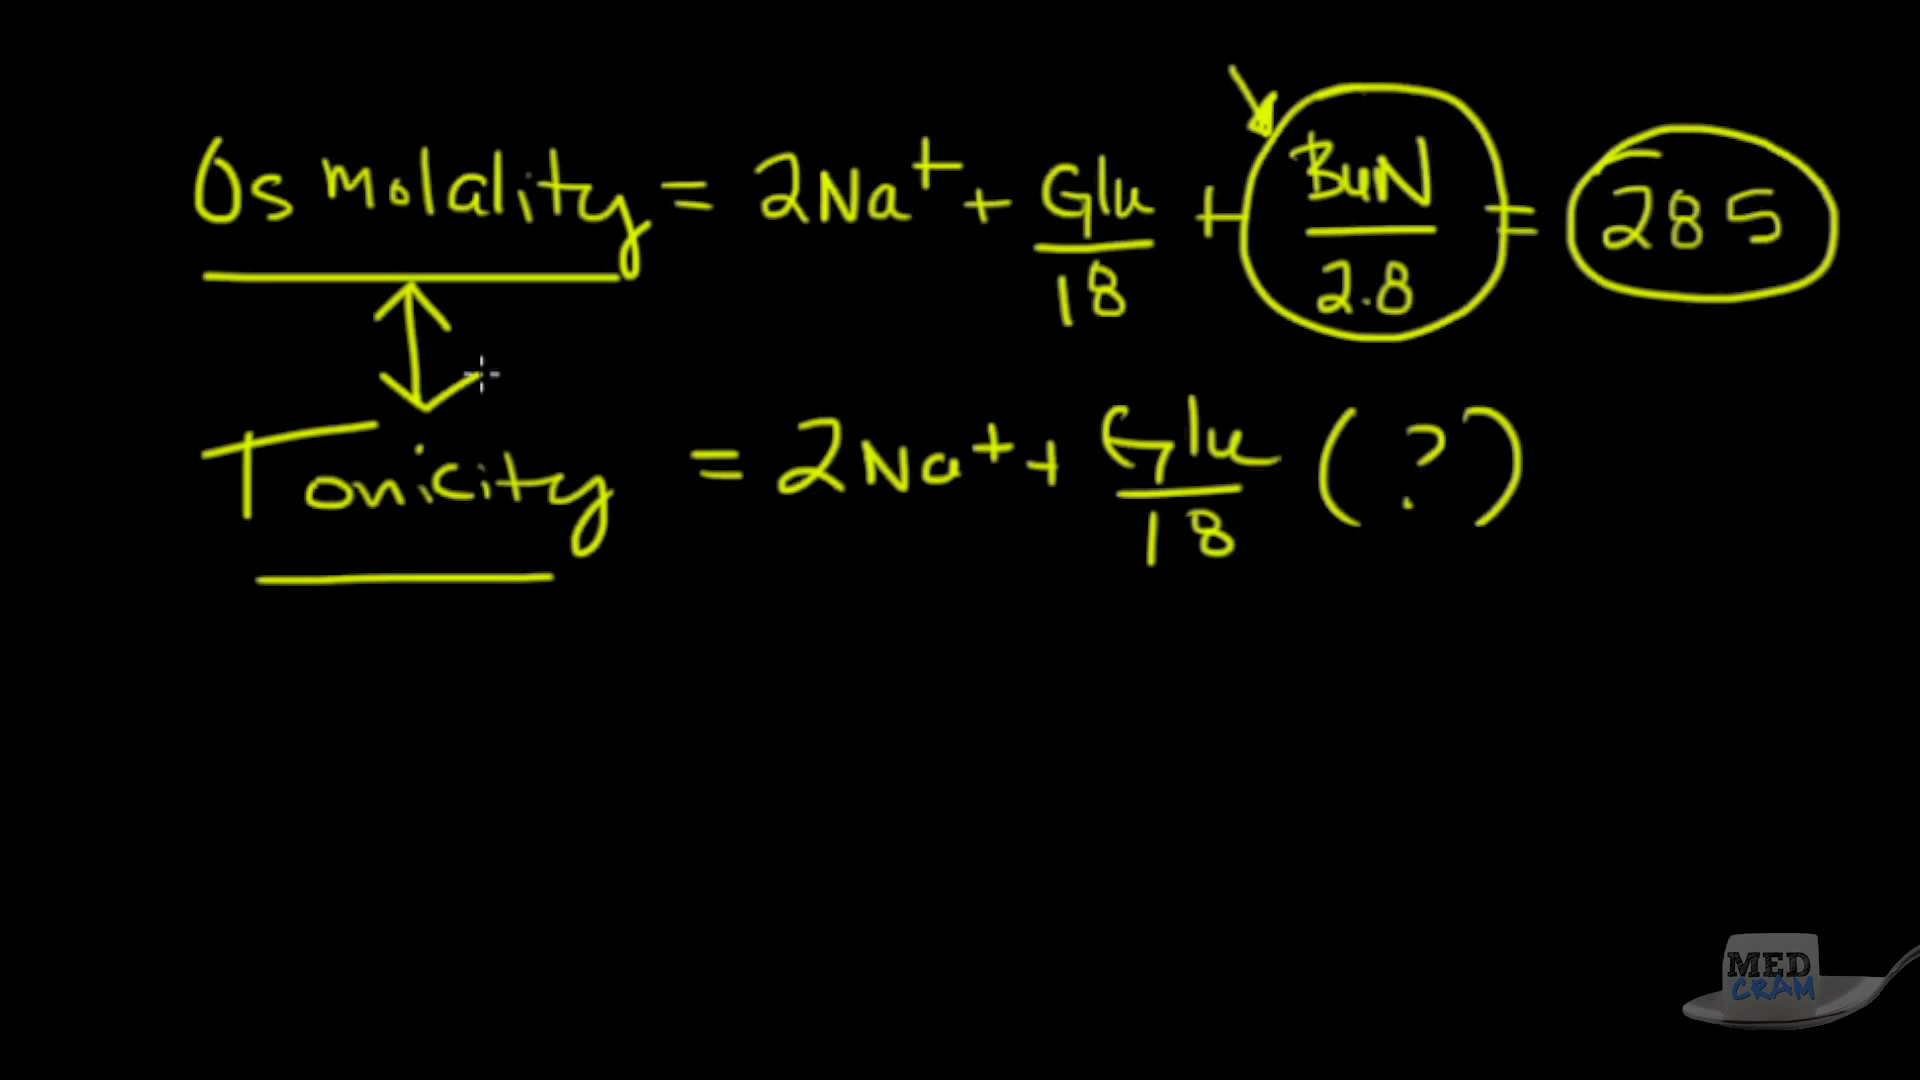 Osmolality = 2Na⁺ + Glu/18 + BUN/2.8 = 285
Tonicity = 2Na⁺ + Glu/18 (?)
MED
CRAM